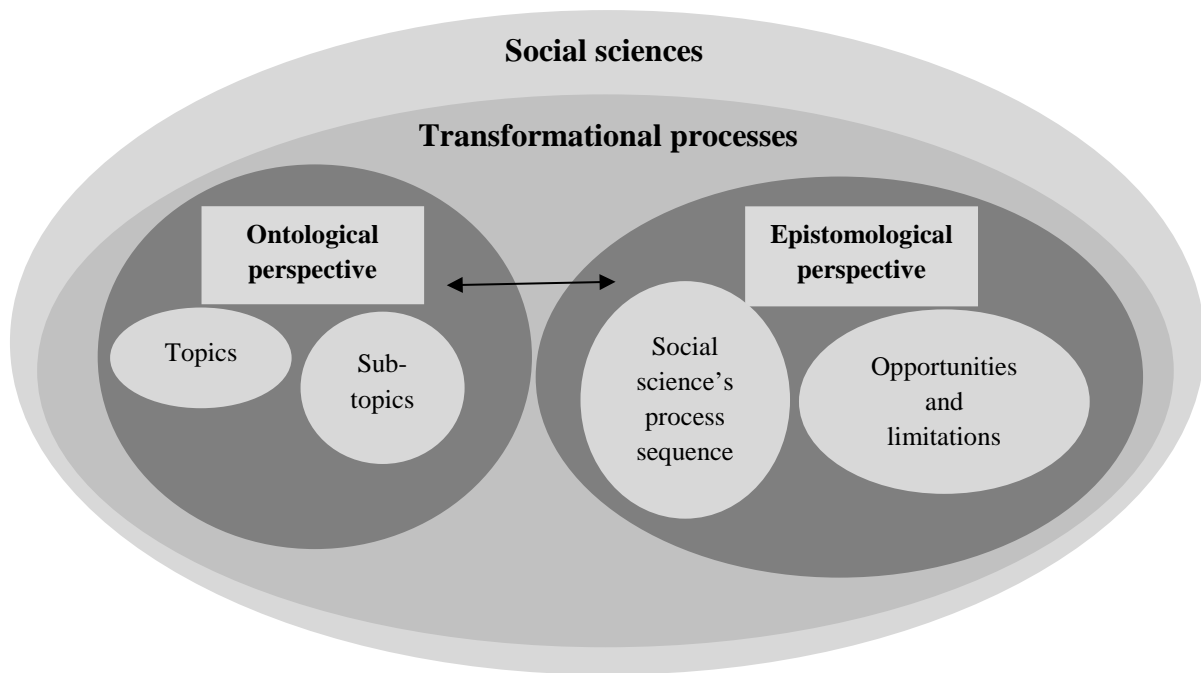 Social sciences
Transformational processes
Ontological
perspective
Topics
Sub-
topics
Epistomological
perspective
Social
science’s
process
sequence
Opportunities
and
limitations